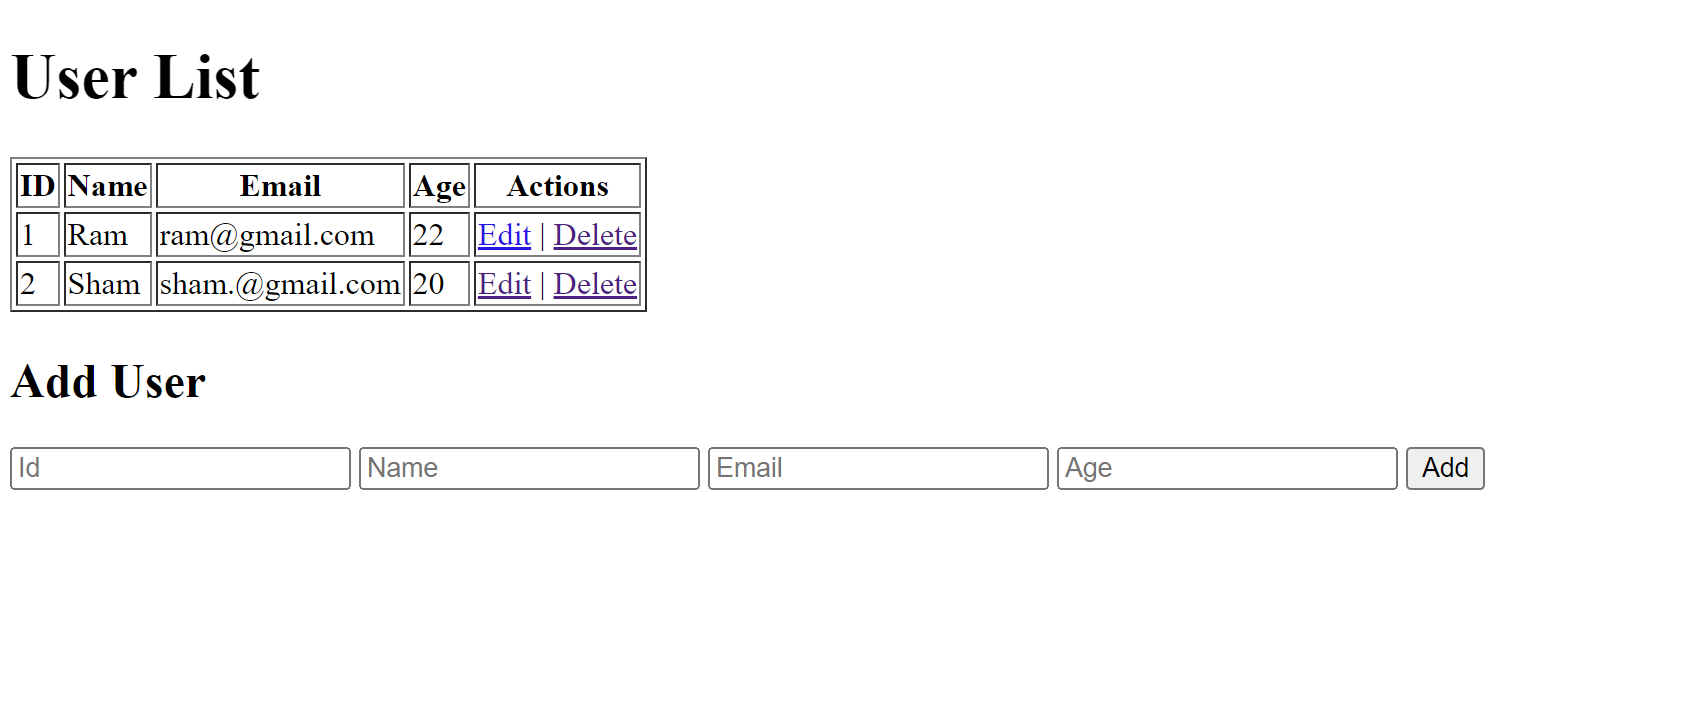 User List
ID Name Email Age Actions
1 Ram ram@gmail.com 22 Edit | Delete
2 Sham sham.@gmail.com 20 Edit | Delete
Add User
Id Name Email Age Add